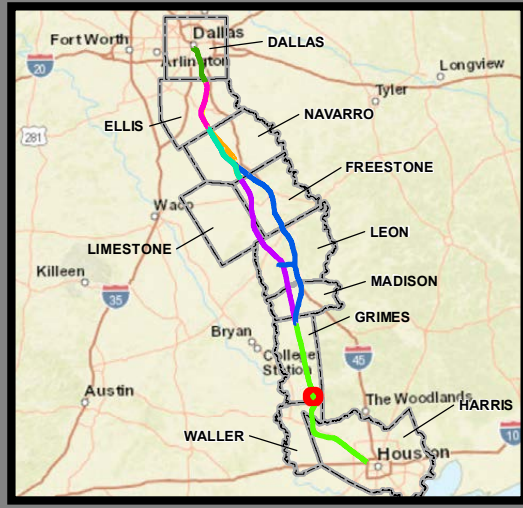 Dallas
DALLAS
Fort Worth
Arlington
20
Longview
Tyler
NAVARRO
ELLIS
281
FREESTONE
Waco
LEON
LIMESTONE
Killeen
MADISON
35
GRIMES
Bryan
College
Station
45
Austin
The Woodlands
HARRIS
WALLER
10
Houston